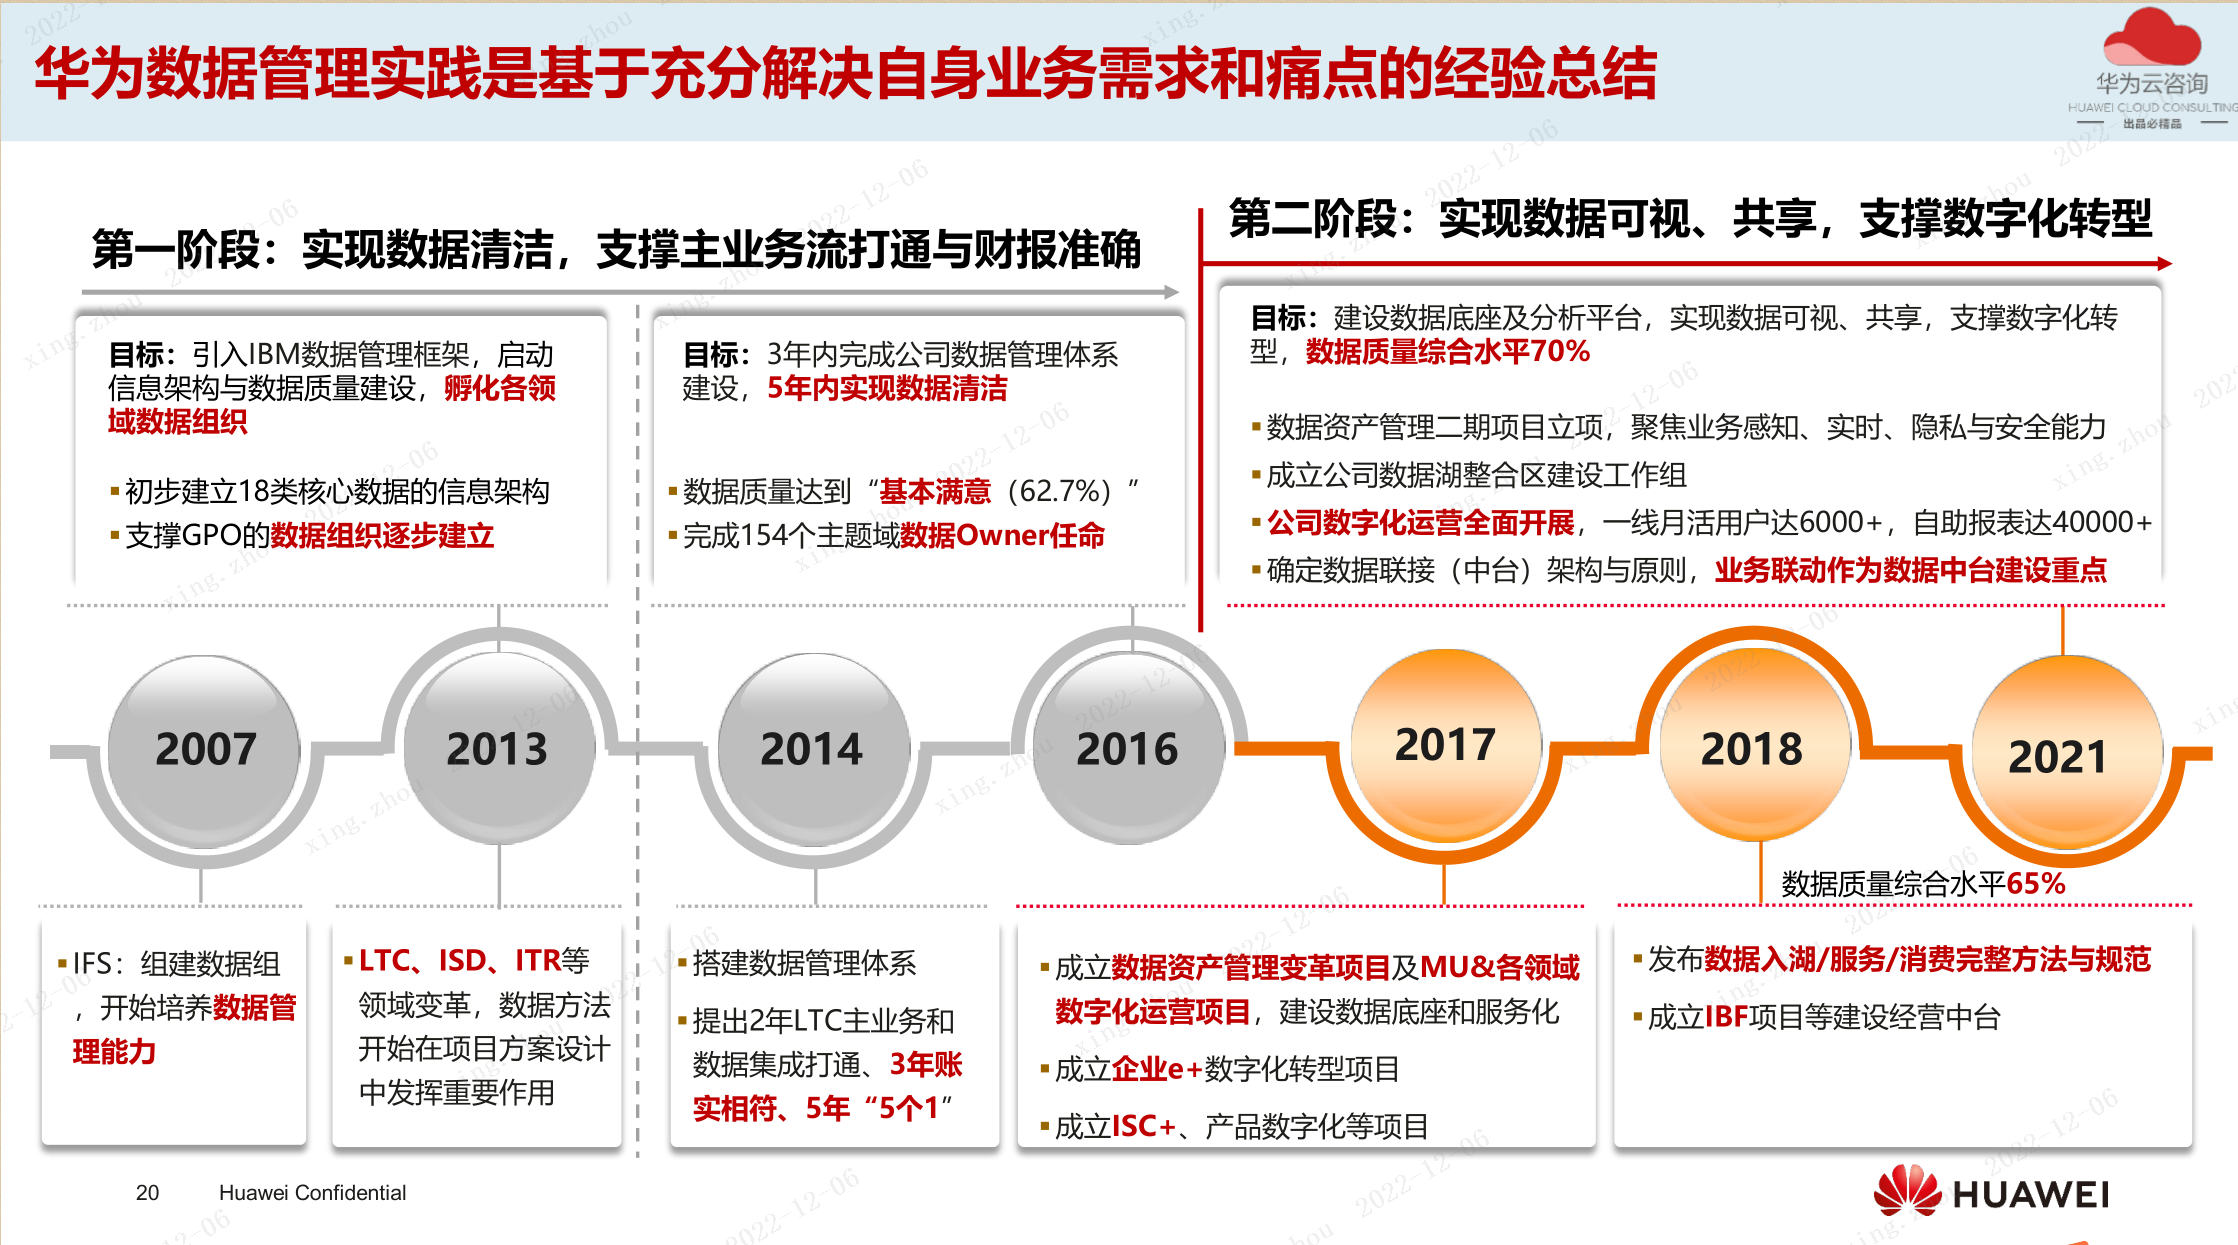 华为数据管理实践是基于充分解决自身业务需求和痛点的经验总结
华为云咨询
HUAWEI CLOUD CONSULTING
出品必精品
第一阶段：实现数据清洁，支撑主业务流打通与财报准确
第二阶段：实现数据可视、共享，支撑数字化转型
目标：引入IBM数据管理框架，启动
信息架构与数据质量建设，孵化各领
域数据组织
▪初步建立18类核心数据的信息架构
▪支撑GPO的数据组织逐步建立
目标：3年内完成公司数据管理体系
建设，5年内实现数据清洁
▪数据质量达到“基本满意（62.7%）”
▪完成154个主题域数据Owner任命
目标：建设数据底座及分析平台，实现数据可视、共享，支撑数字化转
型，数据质量综合水平70%
▪数据资产管理二期项目立项，聚焦业务感知、实时、隐私与安全能力
▪成立公司数据湖整合区建设工作组
▪公司数字化运营全面开展，一线月活用户达6000+，自助报表达40000+
▪确定数据联接（中台）架构与原则，业务联动作为数据中台建设重点
2007
2013
2014
2016
2017
2018
2021
数据质量综合水平65%
▪IFS：组建数据组
，开始培养数据管
理能力
▪LTC、ISD、ITR等
领域变革，数据方法
开始在项目方案设计
中发挥重要作用
▪搭建数据管理体系
▪提出2年LTC主业务和
数据集成打通、3年账
实相符、5年“5个1”
▪成立数据资产管理变革项目及MU&各领域
数字化运营项目，建设数据底座和服务化
▪成立企业e+数字化转型项目
▪成立ISC+、产品数字化等项目
▪发布数据入湖/服务/消费完整方法与规范
▪成立IBF项目等建设经营中台
20
Huawei Confidential
HUAWEI
xing.zhou 2022-12-06